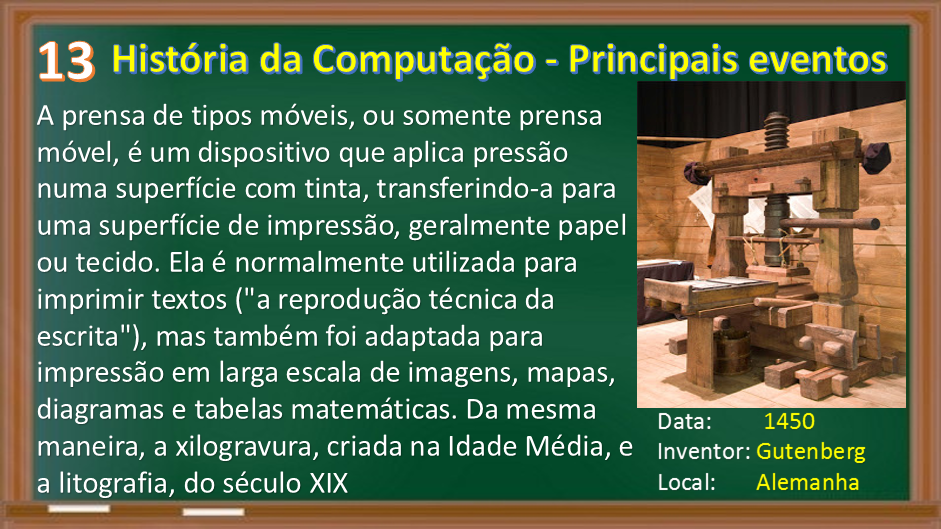 13 História da Computação - Principais eventos
A prensa de tipos móveis, ou somente prensa
móvel, é um dispositivo que aplica pressão
numa superfície com tinta, transferindo-a para
uma superfície de impressão, geralmente papel
ou tecido. Ela é normalmente utilizada para
imprimir textos ("a reprodução técnica da
escrita"), mas também foi adaptada para
impressão em larga escala de imagens, mapas,
diagramas e tabelas matemáticas. Da mesma
maneira, a xilogravura, criada na Idade Média, e
a litografia, do século XIX
Data: 1450
Inventor: Gutenberg
Local: Alemanha